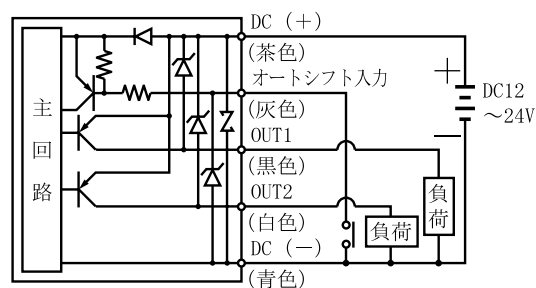 DC（＋）
(茶色)
オートシフト入力
(灰色)
OUT1
(黒色)
OUT2
(白色)
DC（－）
(青色)
主
回
路
＋
DC12
～24V
－
負
荷
負荷